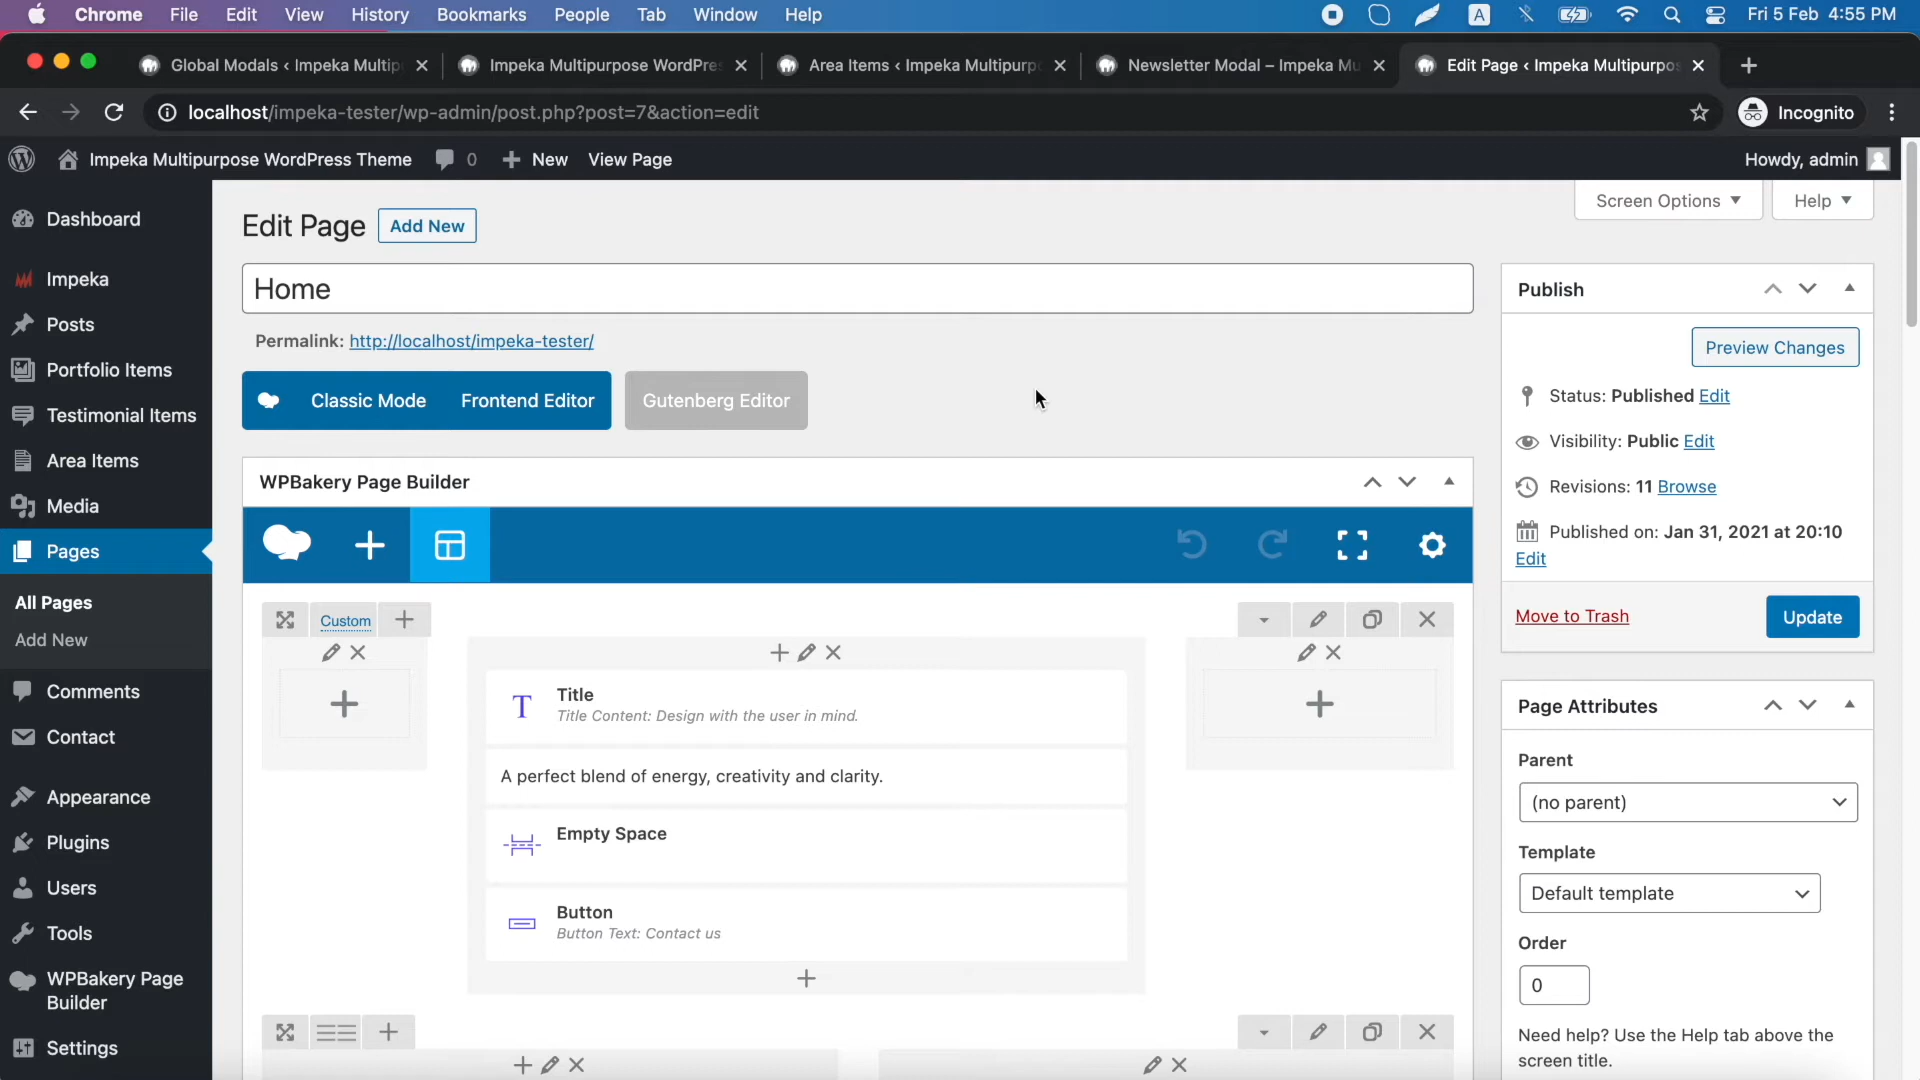 Chrome File Edit View History Bookmarks People Tab Window Help
A
Fri 5 Feb 4:55 PM
Global Modals ‹ Impeka Multip
Impeka Multipurpose WordPre
Area Items ‹ Impeka Multipurp
Newsletter Modal – Impeka Mu
Edit Page ‹ Impeka Multipurpo
localhost/impeka-tester/wp-admin/post.php?post=7&action=edit
Incognito
Impeka Multipurpose WordPress Theme
0
New
View Page
Howdy, admin
Dashboard
Impeka
Posts
Portfolio Items
Testimonial Items
Area Items
Media
Pages
All Pages
Add New
Comments
Contact
Appearance
Plugins
Users
Tools
WPBakery Page
Builder
Settings
Screen Options
Help
Edit Page
Add New
Home
Permalink: http://localhost/impeka-tester/
Classic Mode
Frontend Editor
Gutenberg Editor
WPBakery Page Builder
Custom
T
Title
Title Content: Design with the user in mind.
A perfect blend of energy, creativity and clarity.
Empty Space
Button
Button Text: Contact us
Publish
Preview Changes
Status: Published Edit
Visibility: Public Edit
Revisions: 11 Browse
Published on: Jan 31, 2021 at 20:10
Edit
Move to Trash
Update
Page Attributes
Parent
(no parent)
Template
Default template
Order
0
Need help? Use the Help tab above the
screen title.